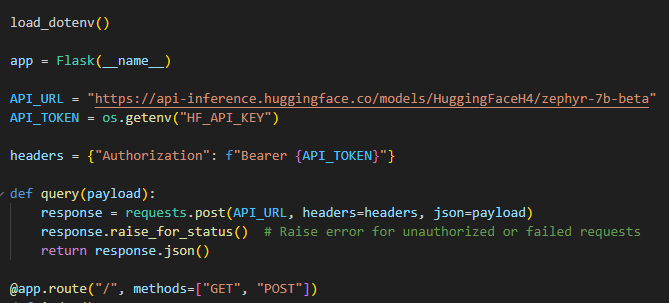 load_dotenv()
app = Flask(__name__)
API_URL = "https://api-inference.huggingface.co/models/HuggingFaceH4/zephyr-7b-beta"
API_TOKEN = os.getenv("HF_API_KEY")
headers = {"Authorization": f"Bearer {API_TOKEN}"}
def query(payload):
    response = requests.post(API_URL, headers=headers, json=payload)
    response.raise_for_status()  # Raise error for unauthorized or failed requests
    return response.json()
@app.route("/", methods=["GET", "POST"])